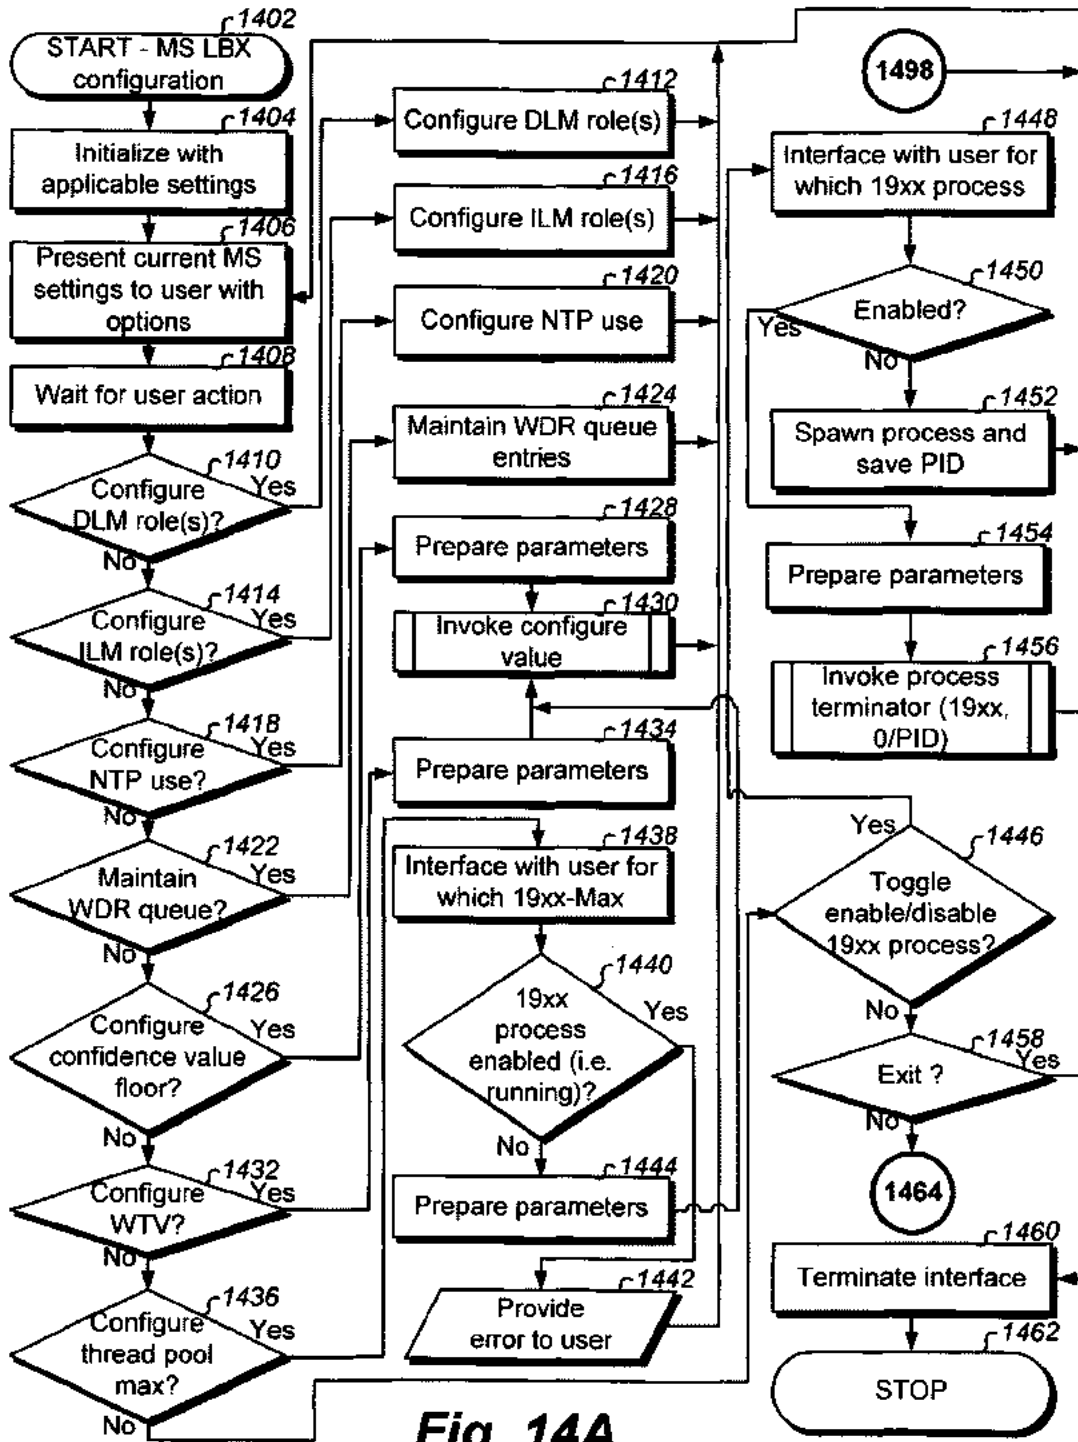 1402
START - MS LBX
configuration
1404
Initialize with
applicable settings
1406
Present current MS
settings to user with
options
1408
Wait for user action
1410
Configure
DLM role(s)?
Yes
No
1414
Configure
ILM role(s)?
Yes
No
1418
Configure
NTP use?
Yes
No
1422
Maintain
WDR queue?
Yes
No
1426
Configure
confidence value
floor?
Yes
No
1432
Configure
WTV?
Yes
No
1436
Configure
thread pool
max?
Yes
No
1412
Configure DLM role(s)
1416
Configure ILM role(s)
1420
Configure NTP use
1424
Maintain WDR queue
entries
1428
Prepare parameters
1430
Invoke configure
value
1434
Prepare parameters
1438
Interface with user for
which 19xx-Max
1440
19xx
process
enabled (i.e.
running)?
Yes
No
1444
Prepare parameters
1442
Provide
error to user
1498
1448
Interface with user for
which 19xx process
1450
Enabled?
Yes
No
1452
Spawn process and
save PID
1454
Prepare parameters
1456
Invoke process
terminator (19xx,
0/PID)
1446
Yes
Toggle
enable/disable
19xx process?
No
1458
Exit ?
Yes
No
1464
1460
Terminate interface
1462
STOP
Fig. 14A